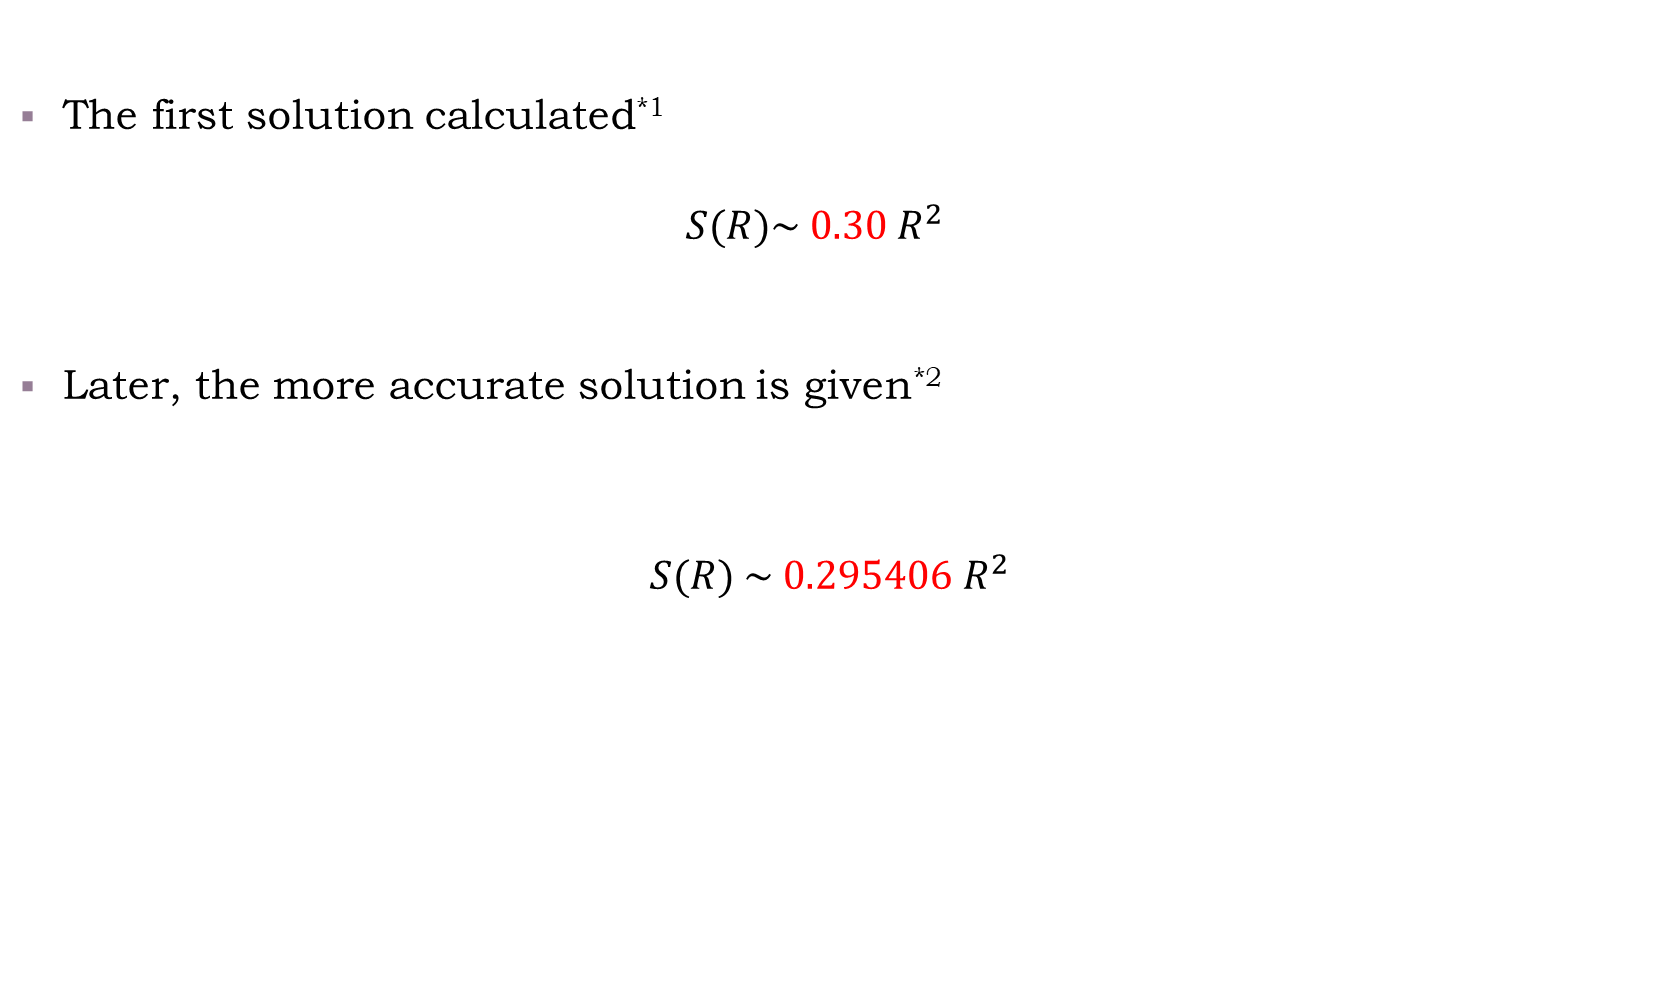 ▪ The first solution calculated*1
S(R)~ 0.30 R²
▪ Later, the more accurate solution is given*2
S(R) ~ 0.295406 R²